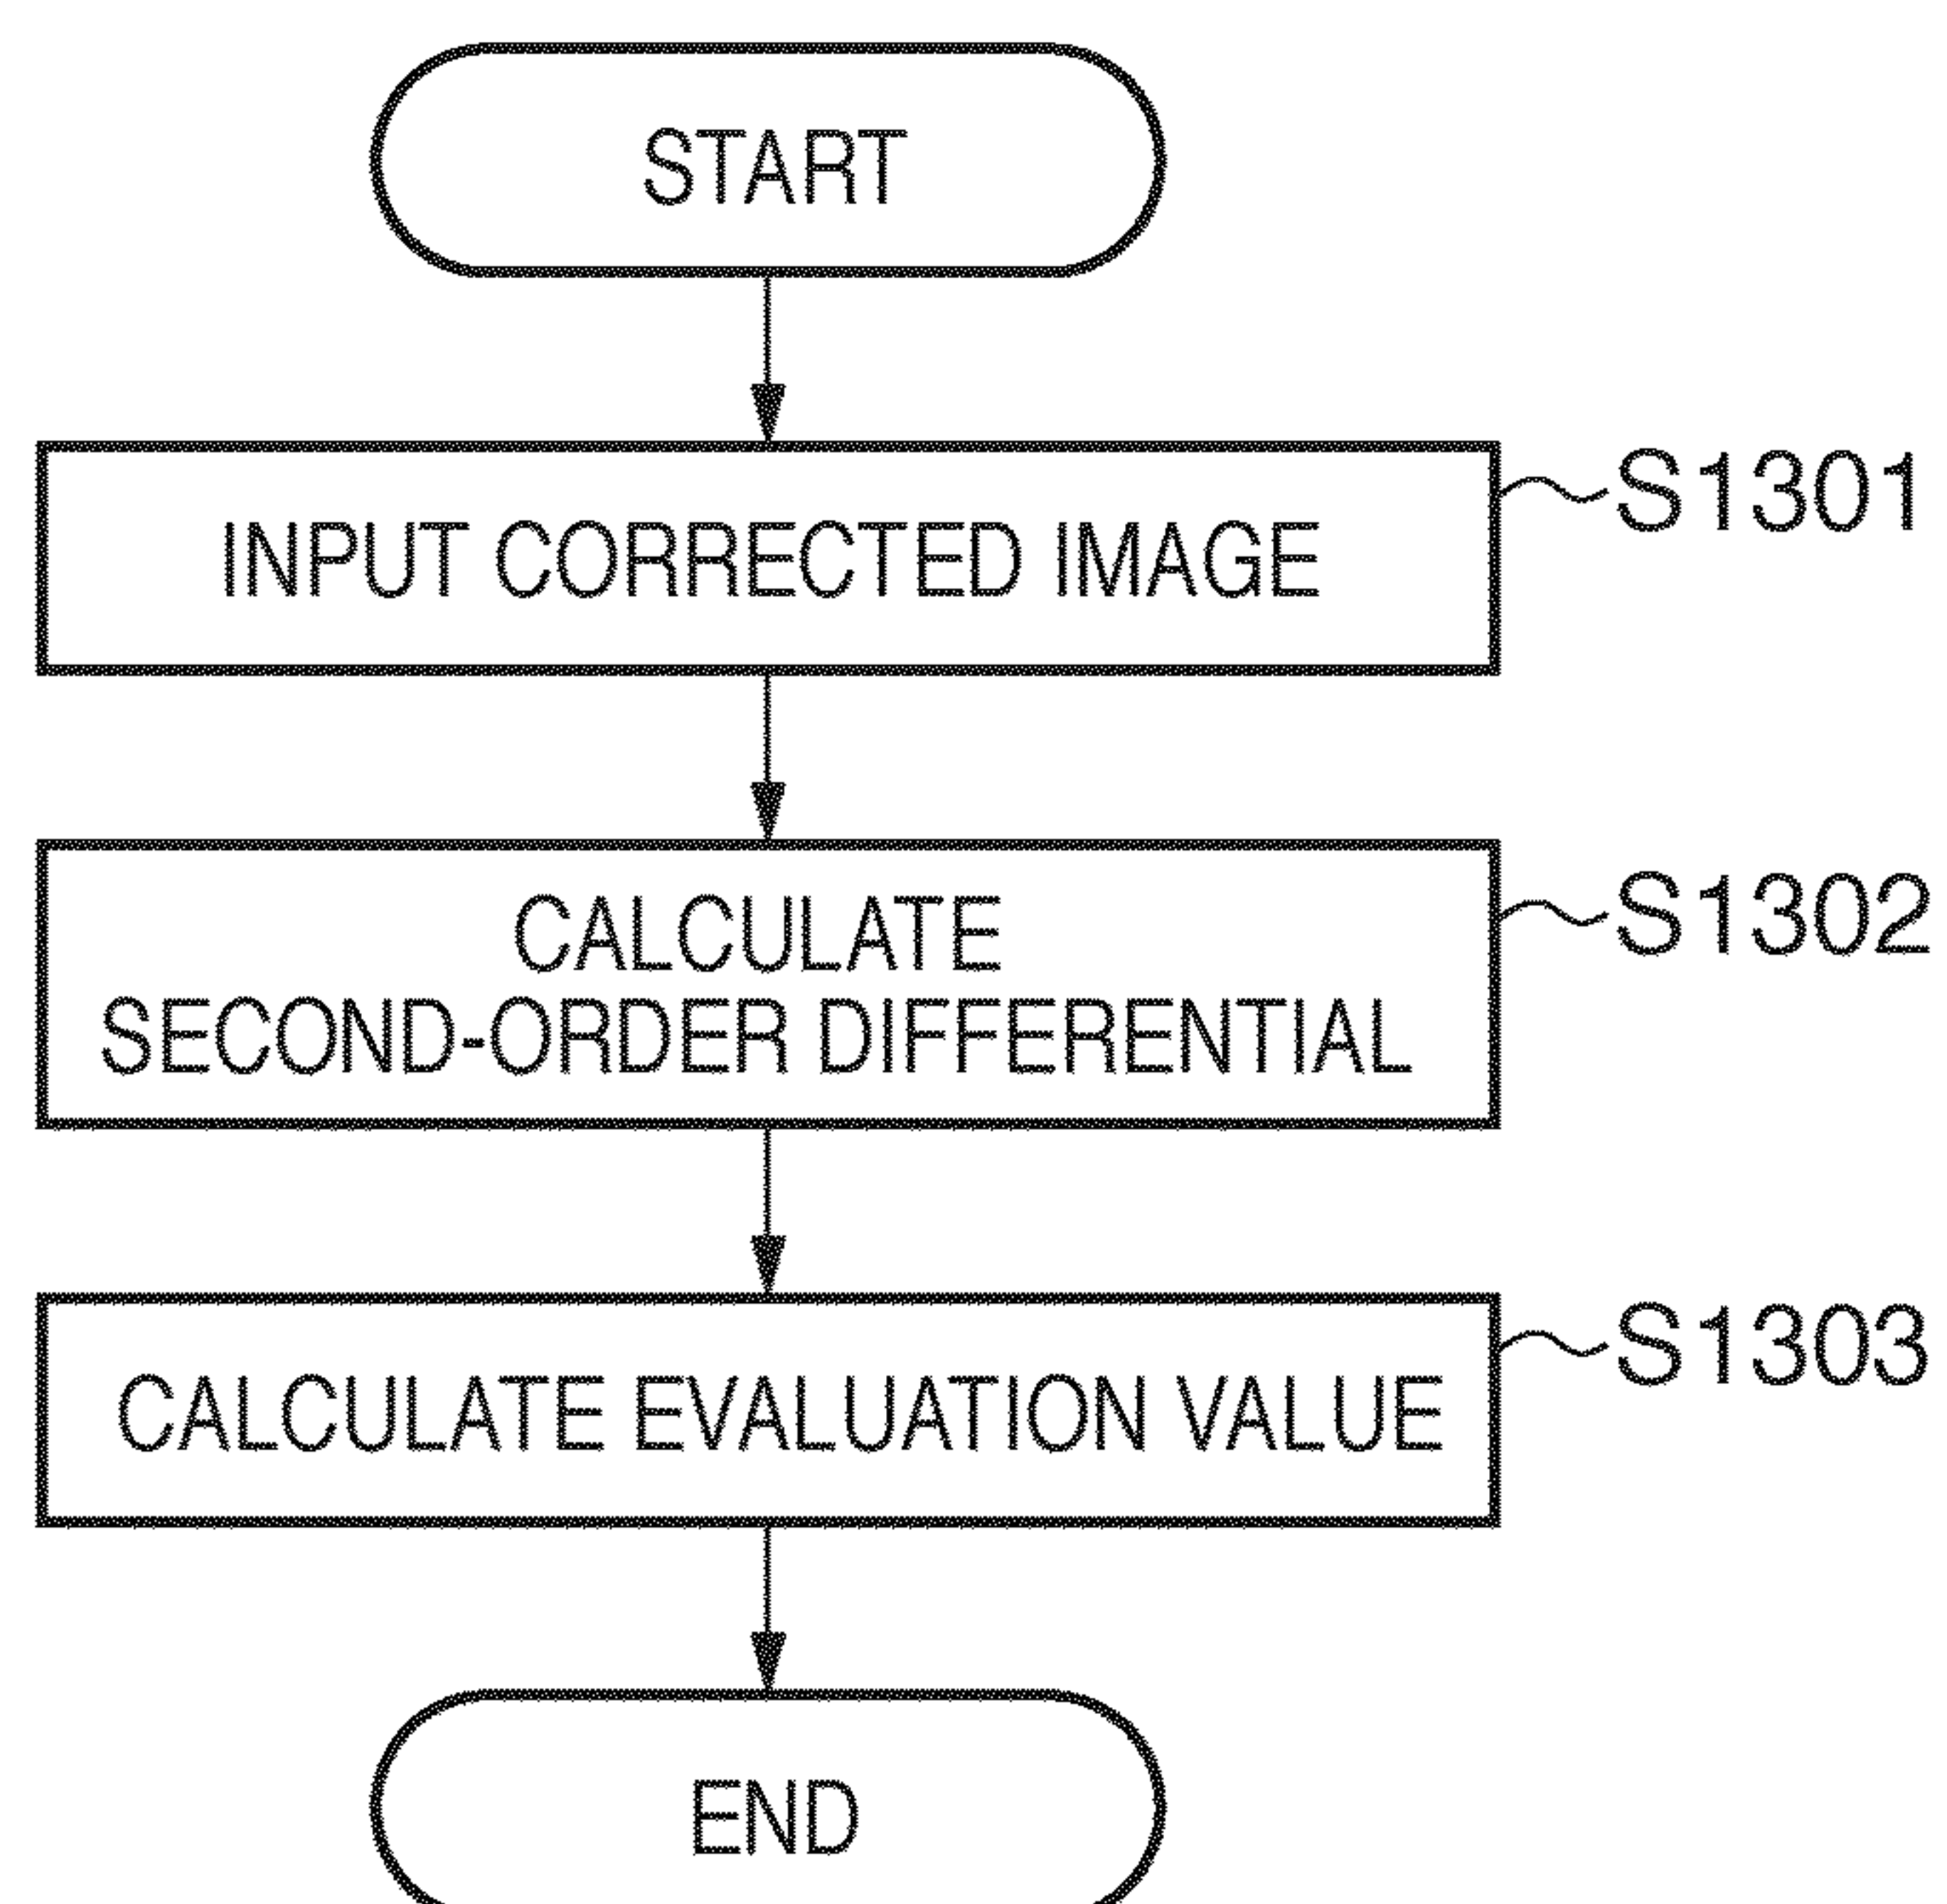 START
INPUT CORRECTED IMAGE
S1301
CALCULATE
SECOND-ORDER DIFFERENTIAL
S1302
CALCULATE EVALUATION VALUE
S1303
END